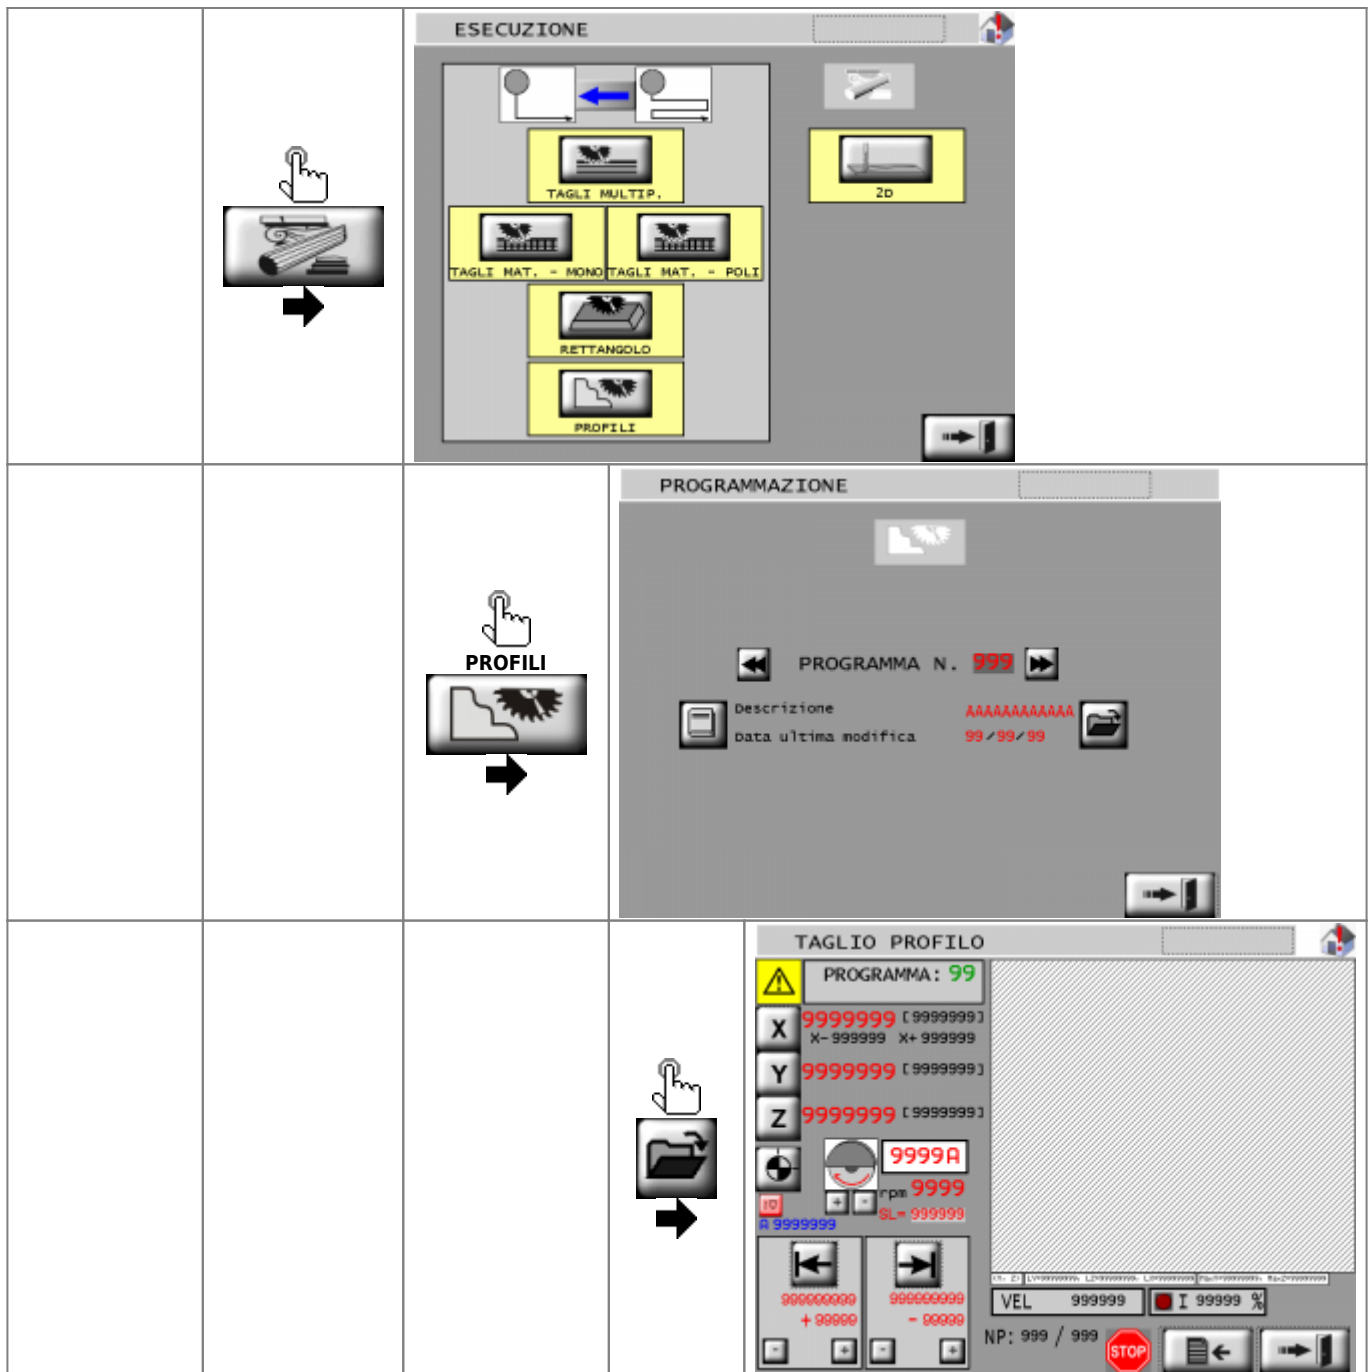 ESECUZIONE
TAGLI MULTIP.
2D
TAGLI MAT. - MONO
TAGLI MAT. - POLI
RETTANGOLO
PROFILI
PROGRAMMAZIONE
PROFILI
PROGRAMMA N. 999
Descrizione AAAAAAAAAAAA
Data ultima modifica 99/99/99
TAGLIO PROFILO
PROGRAMMA: 99
X 9999999 [9999999]
X- 999999 X+ 999999
Y 9999999 [9999999]
Z 9999999 [9999999]
9999A
rpm 9999
+ -
SL= 999999
A 9999999
999999999 999999999
+ 99999 - 99999
- + - +
VEL 999999 I 99999 %
NP: 999 / 999 STOP